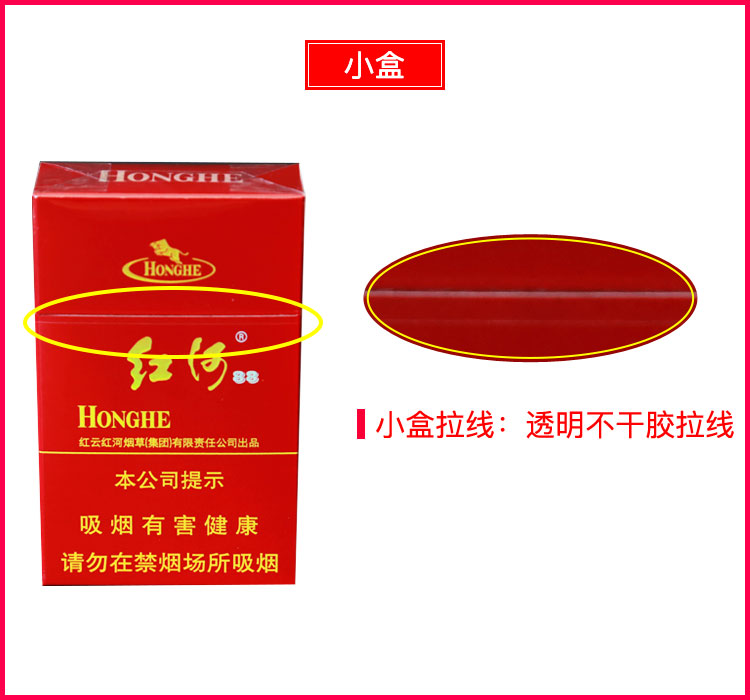 小盒
HONGHE
HONGHE
红河®88
HONGHE
红云红河烟草(集团)有限责任公司出品
本公司提示
吸烟有害健康
请勿在禁烟场所吸烟
小盒拉线：透明不干胶拉线